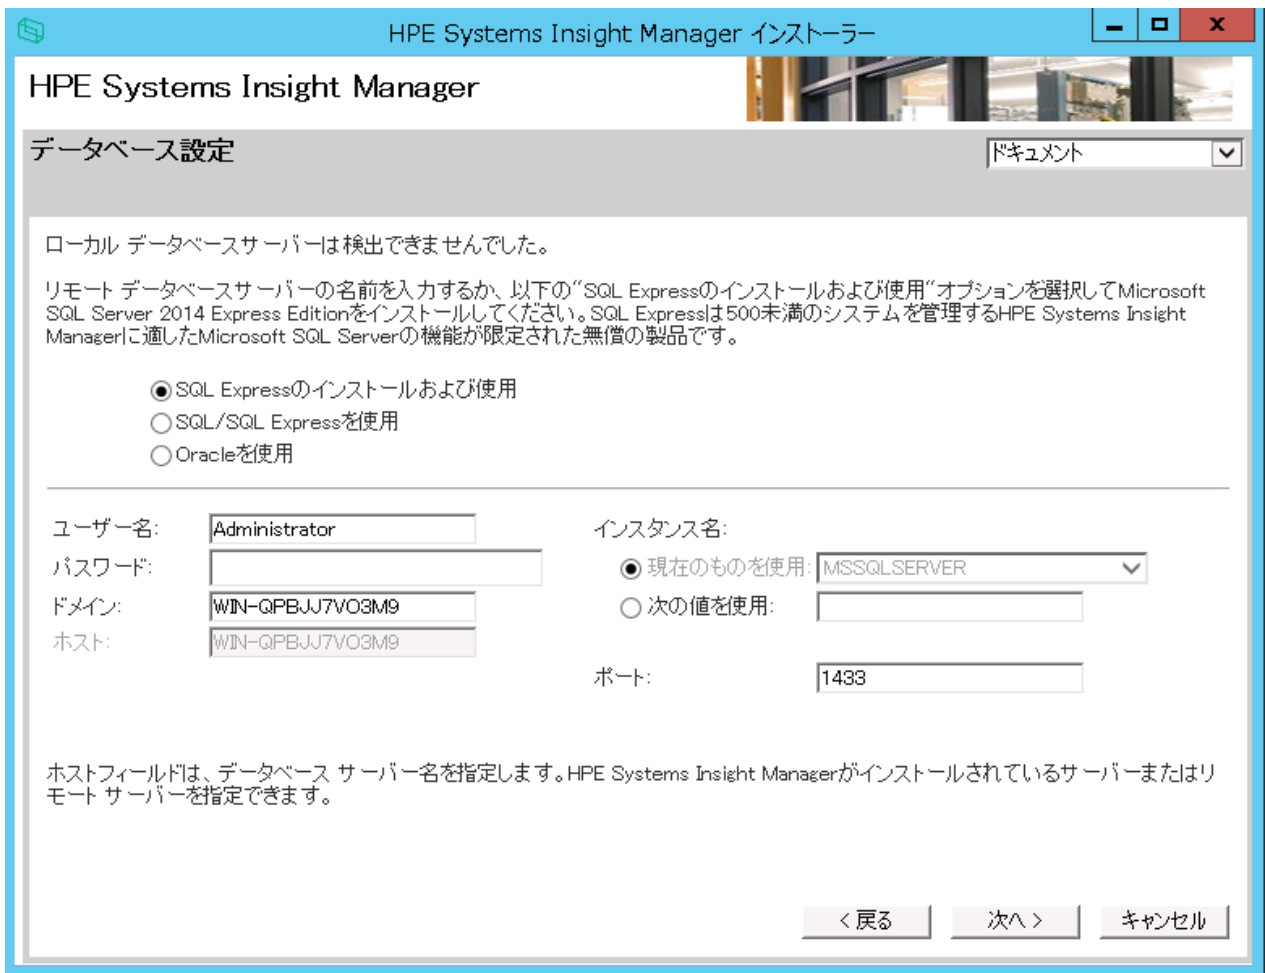 HPE Systems Insight Manager インストーラー
HPE Systems Insight Manager
データベース設定
ドキュメント
ローカル データベースサーバーは検出できませんでした。
リモート データベースサーバーの名前を入力するか、以下の"SQL Expressのインストールおよび使用"オプションを選択してMicrosoft
SQL Server 2014 Express Editionをインストールしてください。SQL Expressは500未満のシステムを管理するHPE Systems Insight
Managerに適したMicrosoft SQL Serverの機能が限定された無償の製品です。
SQL Expressのインストールおよび使用
SQL/SQL Expressを使用
Oracleを使用
ユーザー名: Administrator
インスタンス名:
パスワード:
現在のものを使用: MSSQLSERVER
ドメイン: WIN-QPBJJ7VO3M9
次の値を使用:
ホスト: WIN-QPBJJ7VO3M9
ポート: 1433
ホストフィールドは、データベース サーバー名を指定します。HPE Systems Insight Managerがインストールされているサーバーまたはリ
モート サーバーを指定できます。
< 戻る 次へ > キャンセル